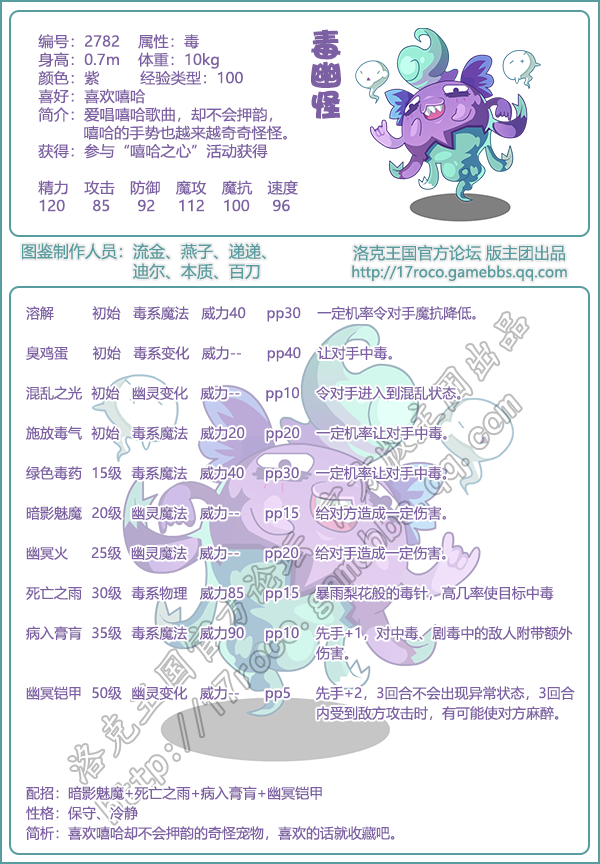 编号：2782 属性：毒
身高：0.7m 体重：10kg
颜色：紫 经验类型：100
喜好：喜欢嘻哈
简介：爱唱嘻哈歌曲，却不会押韵，
嘻哈的手势也越来越奇奇怪怪。
获得：参与“嘻哈之心”活动获得
毒幽怪
精力 攻击 防御 魔攻 魔抗 速度
120 85 92 112 100 96
图鉴制作人员：流金、燕子、递递、
迪尔、本质、百刀
洛克王国官方论坛 版主团出品
http://17roco.gamebbs.qq.com
溶解 初始 毒系魔法 威力40 pp30 一定机率令对手魔抗降低。
臭鸡蛋 初始 毒系变化 威力-- pp40 让对手中毒。
混乱之光 初始 幽灵变化 威力-- pp10 令对手进入到混乱状态。
施放毒气 初始 毒系魔法 威力20 pp20 一定机率让对手中毒。
绿色毒药 15级 毒系魔法 威力40 pp30 一定机率让对手中毒。
暗影魅魔 20级 幽灵魔法 威力-- pp15 给对方造成一定伤害。
幽冥火 25级 幽灵魔法 威力-- pp20 给对手造成一定伤害。
死亡之雨 30级 毒系物理 威力85 pp15 暴雨梨花般的毒针，高几率使目标中毒
病入膏肓 35级 毒系魔法 威力90 pp10 先手+1，对中毒、剧毒中的敌人附带额外
伤害。
幽冥铠甲 50级 幽灵变化 威力-- pp5 先手+2，3回合不会出现异常状态，3回合
内受到敌方攻击时，有可能使对方麻醉。
洛克王国官方论坛 版主团出品
http://17roco.gamebbs.qq.com
配招：暗影魅魔+死亡之雨+病入膏肓+幽冥铠甲
性格：保守、冷静
简析：喜欢嘻哈却不会押韵的奇怪宠物，喜欢的话就收藏吧。